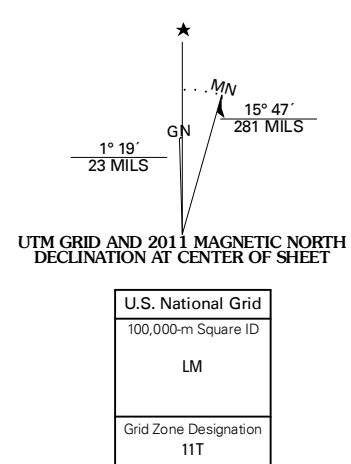 MN
GN
15° 47´
281 MILS
1° 19´
23 MILS
UTM GRID AND 2011 MAGNETIC NORTH
DECLINATION AT CENTER OF SHEET
U.S. National Grid
100,000-m Square ID
LM
Grid Zone Designation
11T